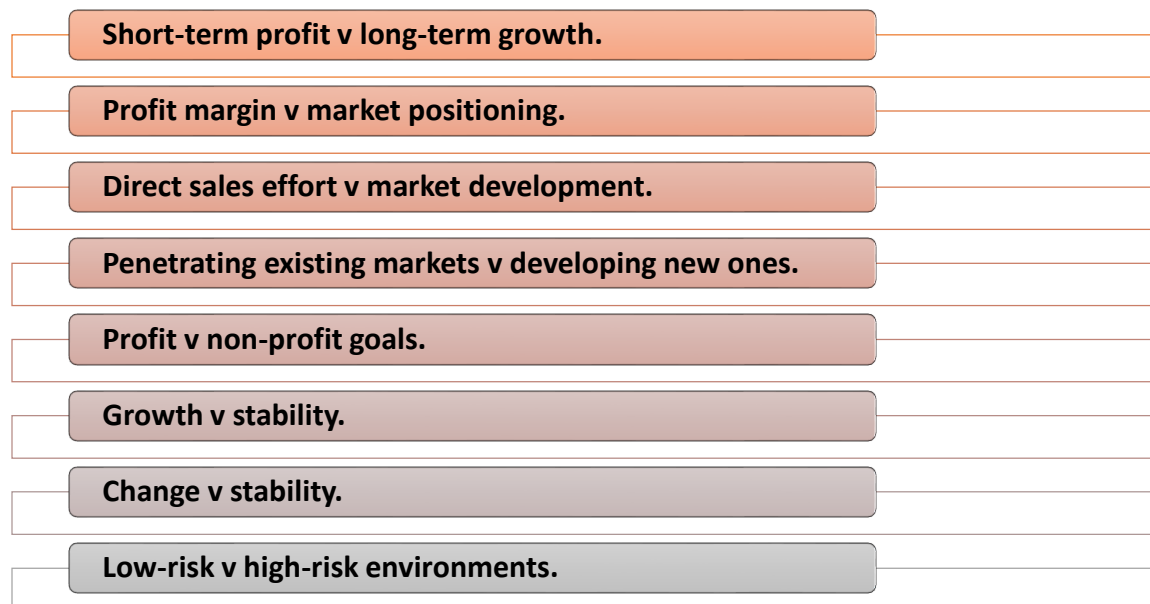 Short-term profit v long-term growth.
Profit margin v market positioning.
Direct sales effort v market development.
Penetrating existing markets v developing new ones.
Profit v non-profit goals.
Growth v stability.
Change v stability.
Low-risk v high-risk environments.